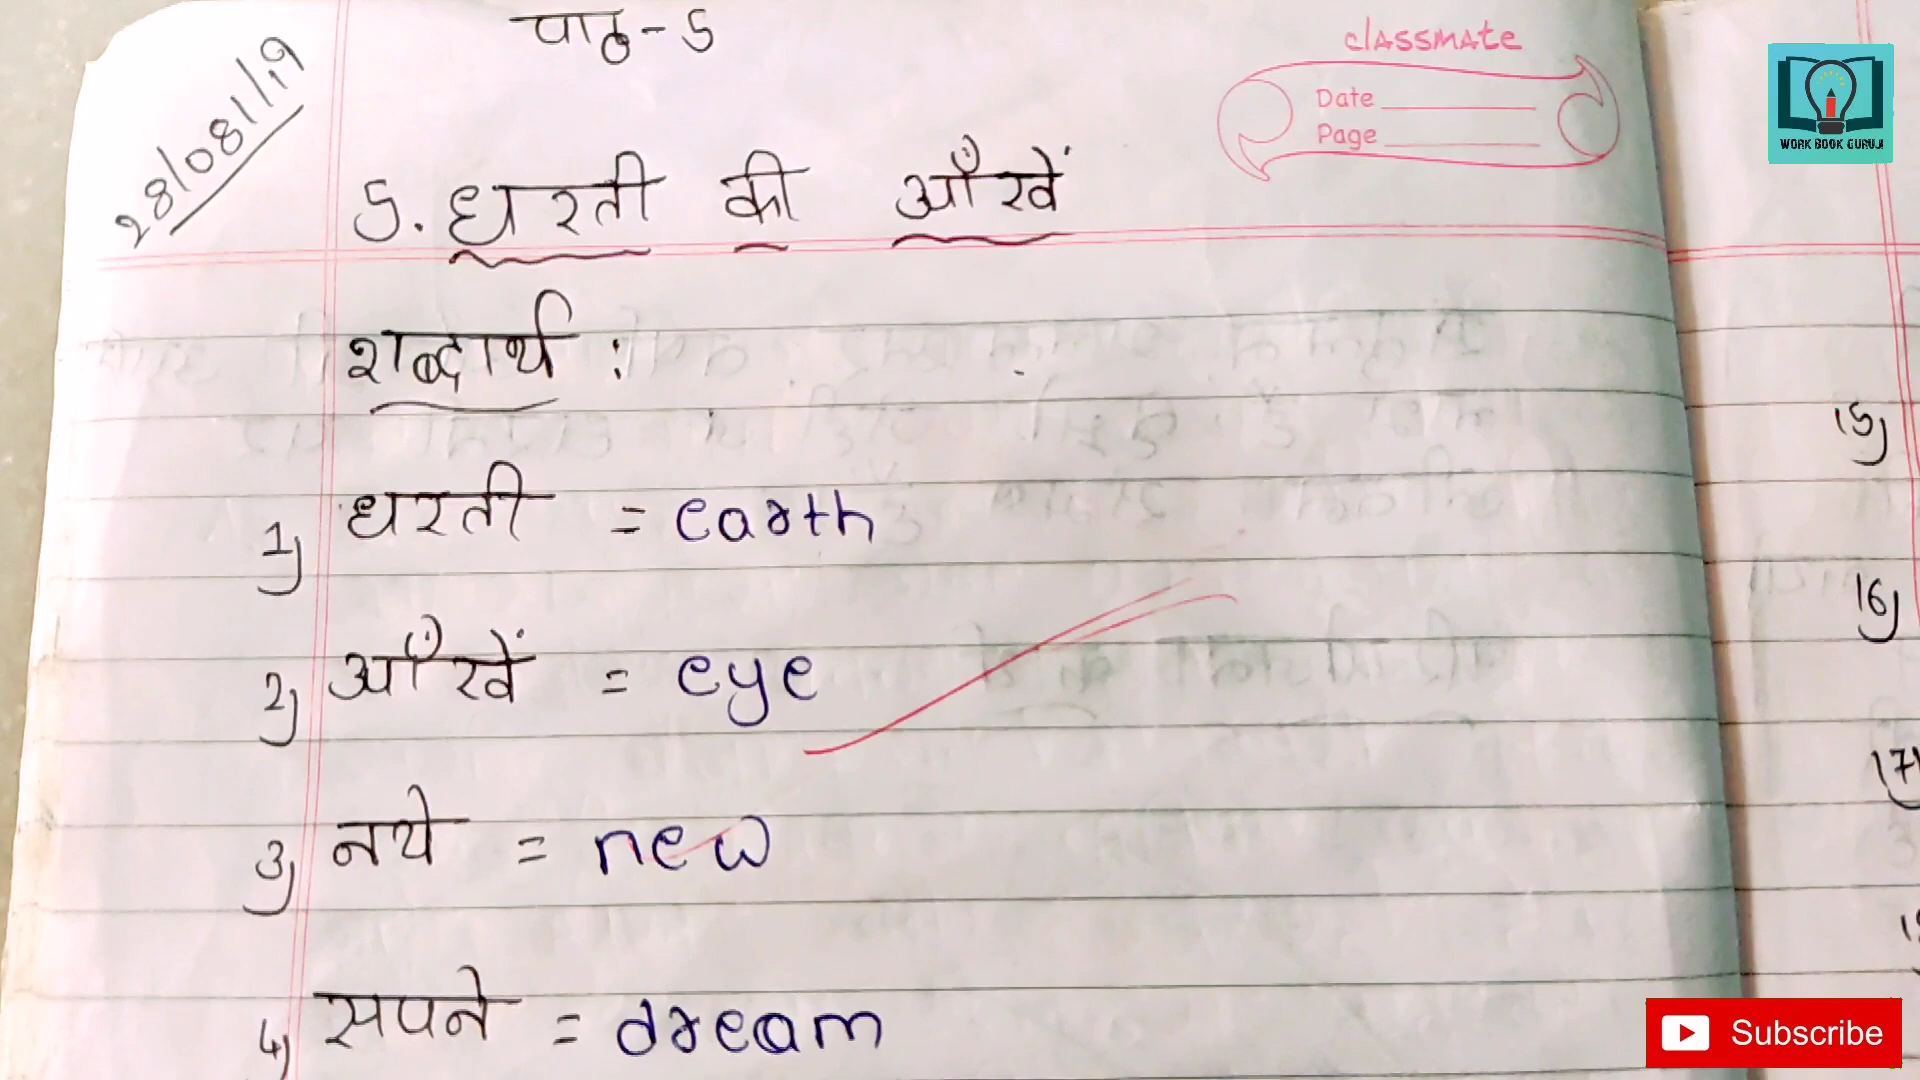 पाठ-5
classmate
28/08/19
Date
Page
WORK BOOK GURUJI
5. धरती की आँखें
शब्दार्थ :
1) धरती = earth
15)
2) आँखें = eye
16)
3) नये = new
17)
4) सपने = dream
Subscribe